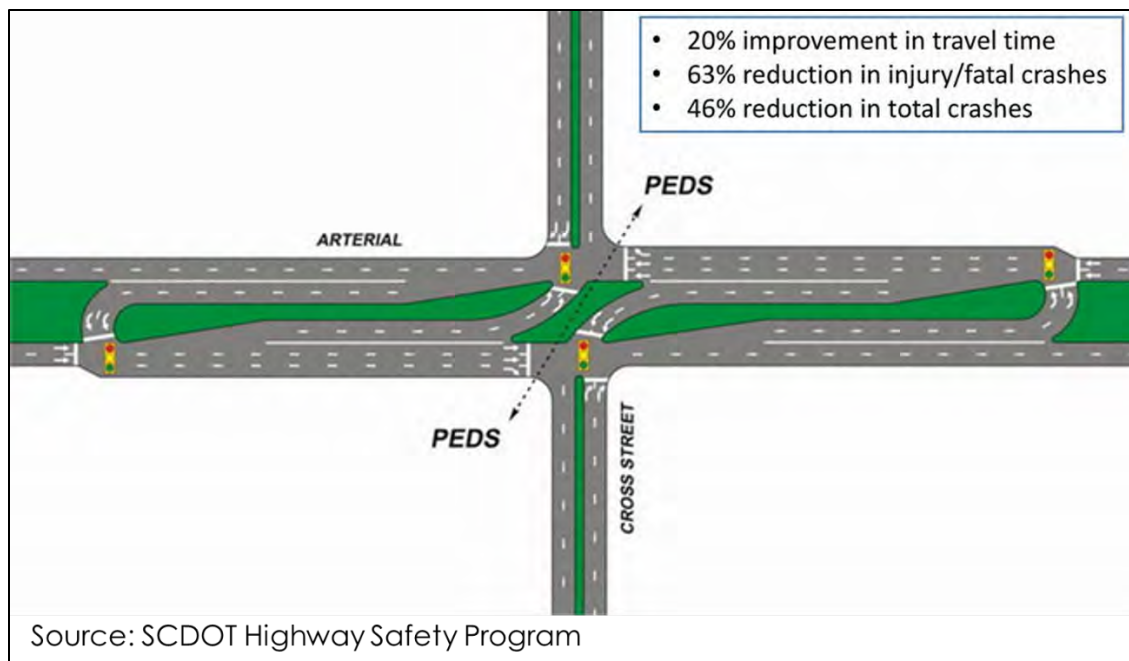 • 20% improvement in travel time
• 63% reduction in injury/fatal crashes
• 46% reduction in total crashes
PEDS
ARTERIAL
PEDS
CROSS STREET
Source: SCDOT Highway Safety Program